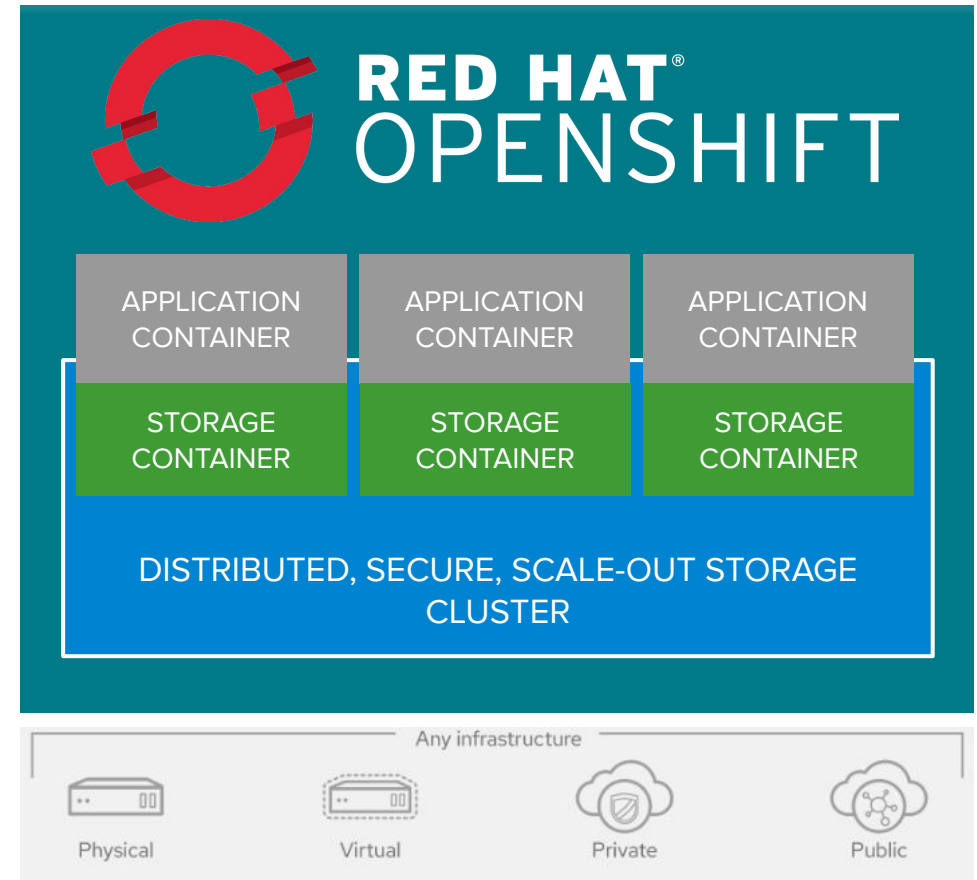 RED HAT®
OPENSHIFT
APPLICATION CONTAINER
APPLICATION CONTAINER
APPLICATION CONTAINER
STORAGE CONTAINER
STORAGE CONTAINER
STORAGE CONTAINER
DISTRIBUTED, SECURE, SCALE-OUT STORAGE
CLUSTER
Any infrastructure
Physical
Virtual
Private
Public